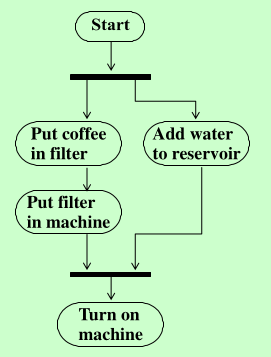 Start
Put coffee
in filter
Add water
to reservoir
Put filter
in machine
Turn on
machine